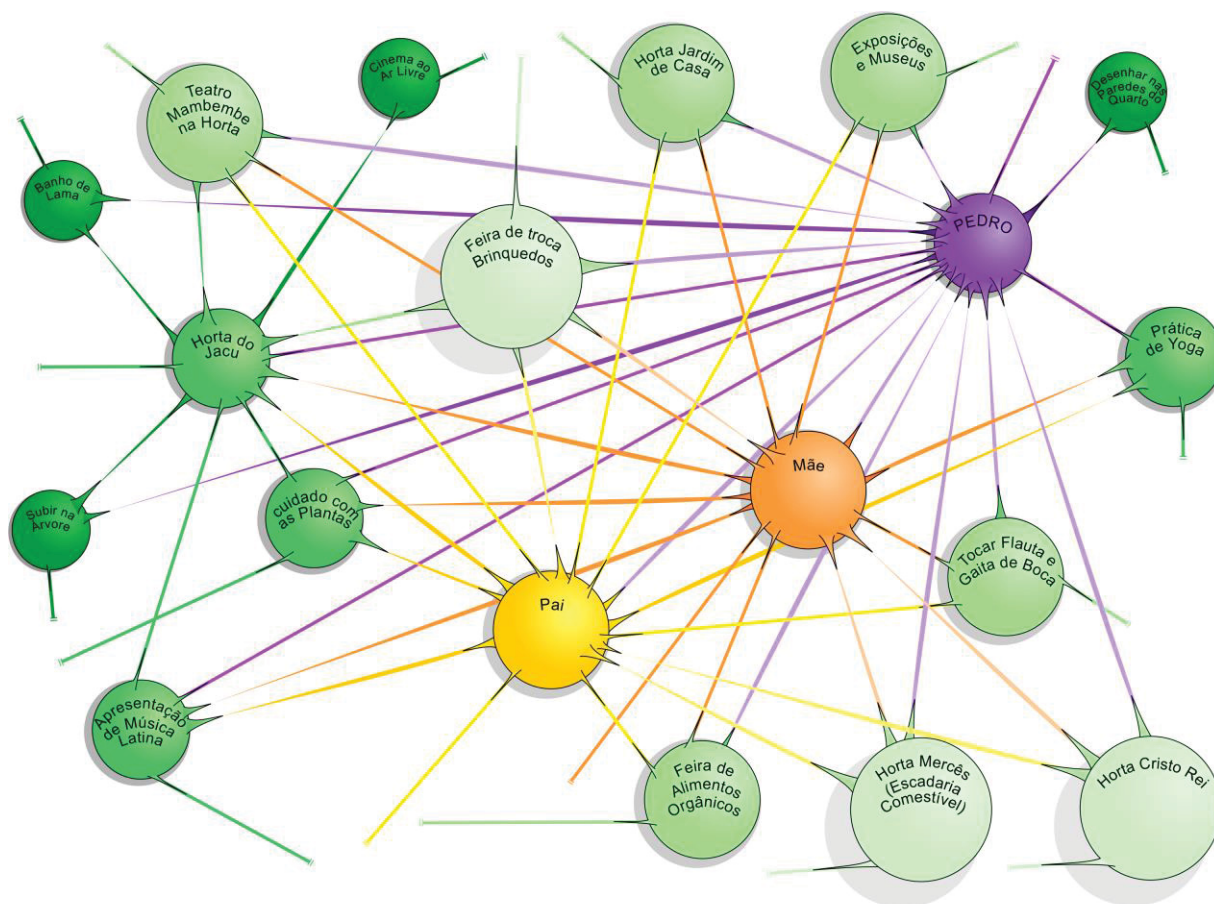 Teatro
Mambembe
na Horta
Cinema ao
Ar Livre
Horta Jardim
de Casa
Exposições
e Museus
Desenhar nas
Paredes do
Quarto
Banho de
Lama
Feira de troca
Brinquedos
PEDRO
Horta do
Jacu
Prática
de Yoga
Mãe
Subir na
Árvore
cuidado com
as Plantas
Tocar Flauta e
Gaita de Boca
Pai
Apresentação
de Música
Latina
Feira de
Alimentos
Orgânicos
Horta Mercês
(Escadaria
Comestível)
Horta Cristo Rei